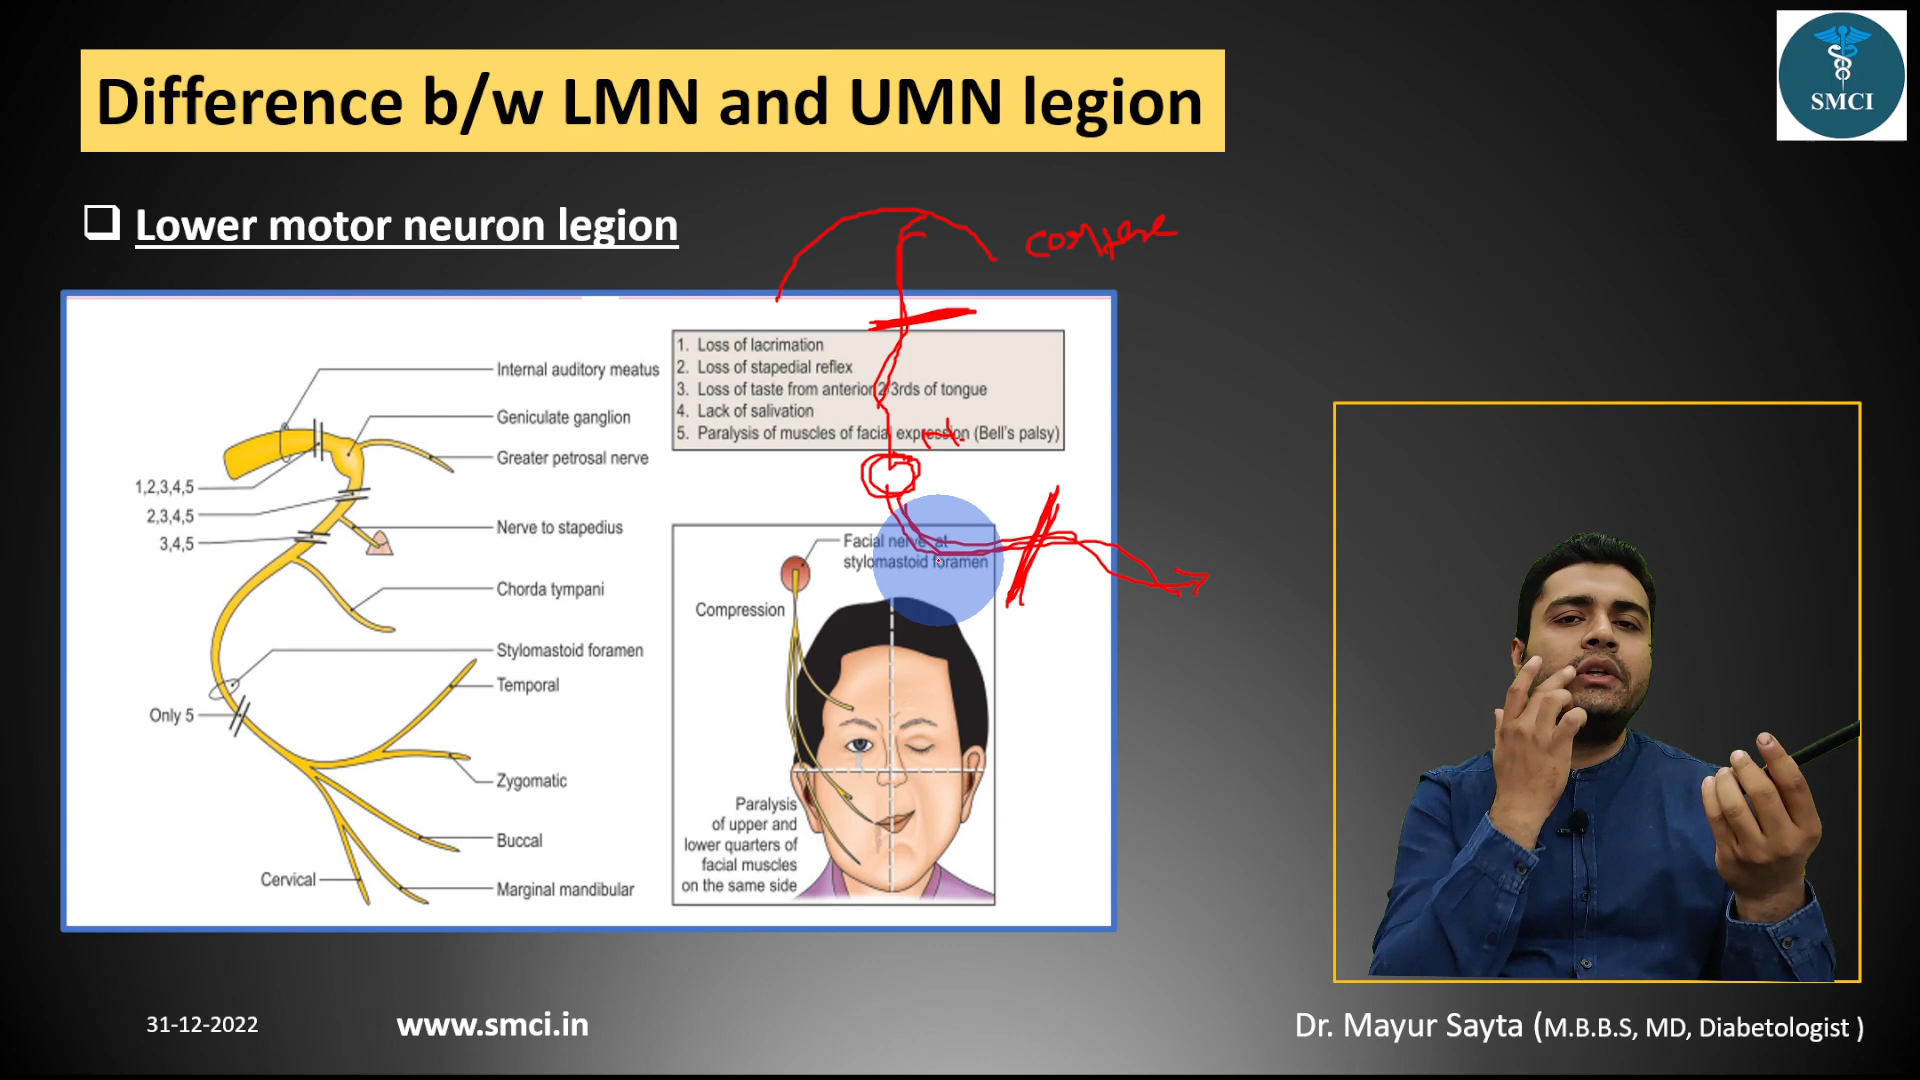 Difference b/w LMN and UMN legion
SMCI
Lower motor neuron legion
Internal auditory meatus
Geniculate ganglion
Greater petrosal nerve
1,2,3,4,5
2,3,4,5
3,4,5
Nerve to stapedius
Chorda tympani
Stylomastoid foramen
Temporal
Only 5
Zygomatic
Buccal
Cervical
Marginal mandibular
1. Loss of lacrimation
2. Loss of stapedial reflex
3. Loss of taste from anterior 2/3rds of tongue
4. Lack of salivation
5. Paralysis of muscles of facial expression (Bell's palsy)
Facial nerve at
stylomastoid foramen
Compression
Paralysis
of upper and
lower quarters of
facial muscles
on the same side
31-12-2022
www.smci.in
Dr. Mayur Sayta (M.B.B.S, MD, Diabetologist )